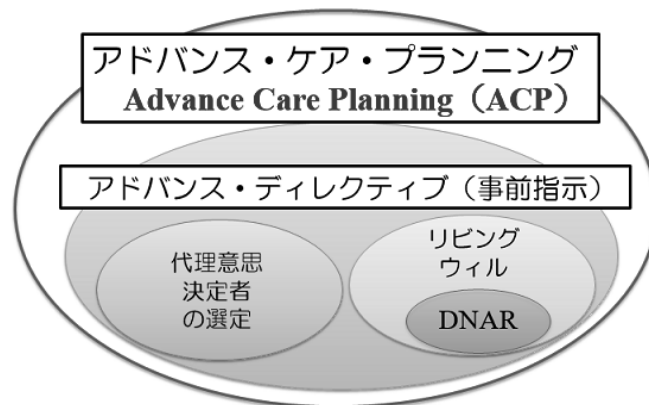 アドバンス・ケア・プランニング
Advance Care Planning（ACP）
アドバンス・ディレクティブ（事前指示）
代理意思
決定者
の選定
リビング
ウィル
DNAR